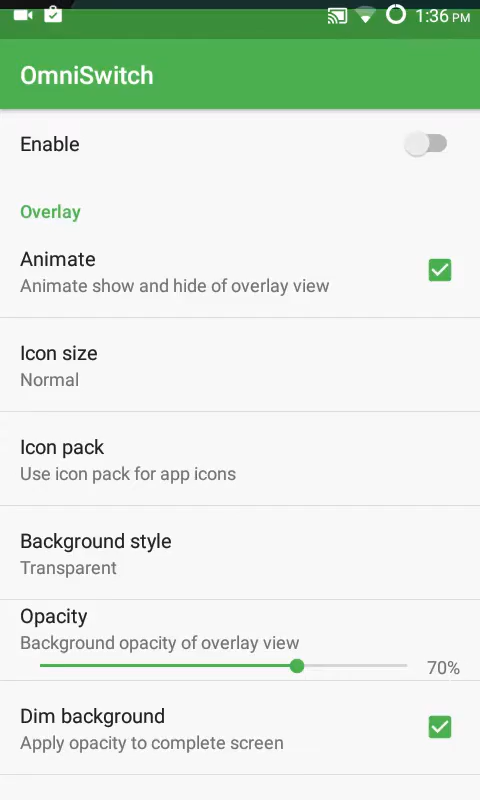 1:36 PM
OmniSwitch
Enable
Overlay
Animate
Animate show and hide of overlay view
Icon size
Normal
Icon pack
Use icon pack for app icons
Background style
Transparent
Opacity
Background opacity of overlay view
70%
Dim background
Apply opacity to complete screen